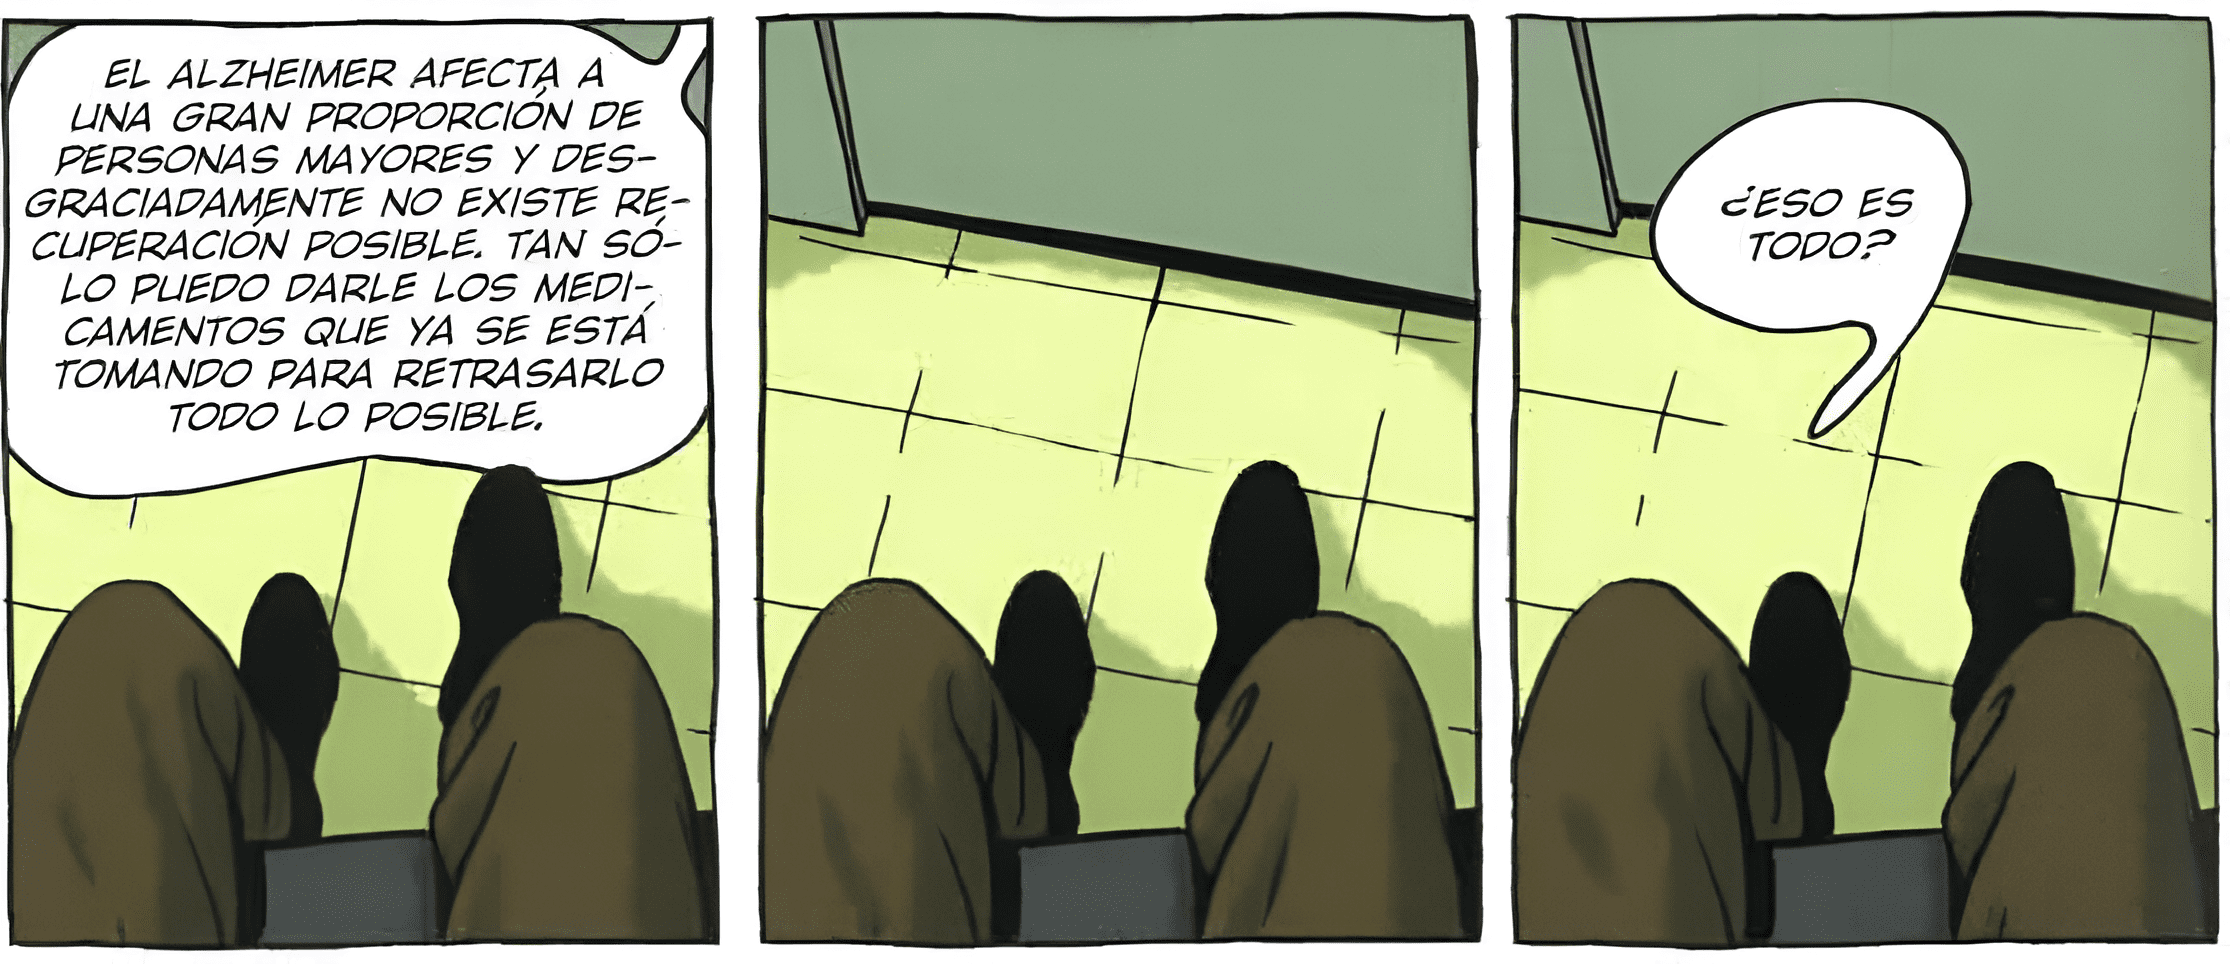 EL ALZHEIMER AFECTA A
UNA GRAN PROPORCIÓN DE
PERSONAS MAYORES Y DES-
GRACIADAMENTE NO EXISTE RE-
CUPERACIÓN POSIBLE. TAN SÓ-
LO PUEDO DARLE LOS MEDI-
CAMENTOS QUE YA SE ESTÁ
TOMANDO PARA RETRASARLO
TODO LO POSIBLE.
¿ESO ES
TODO?